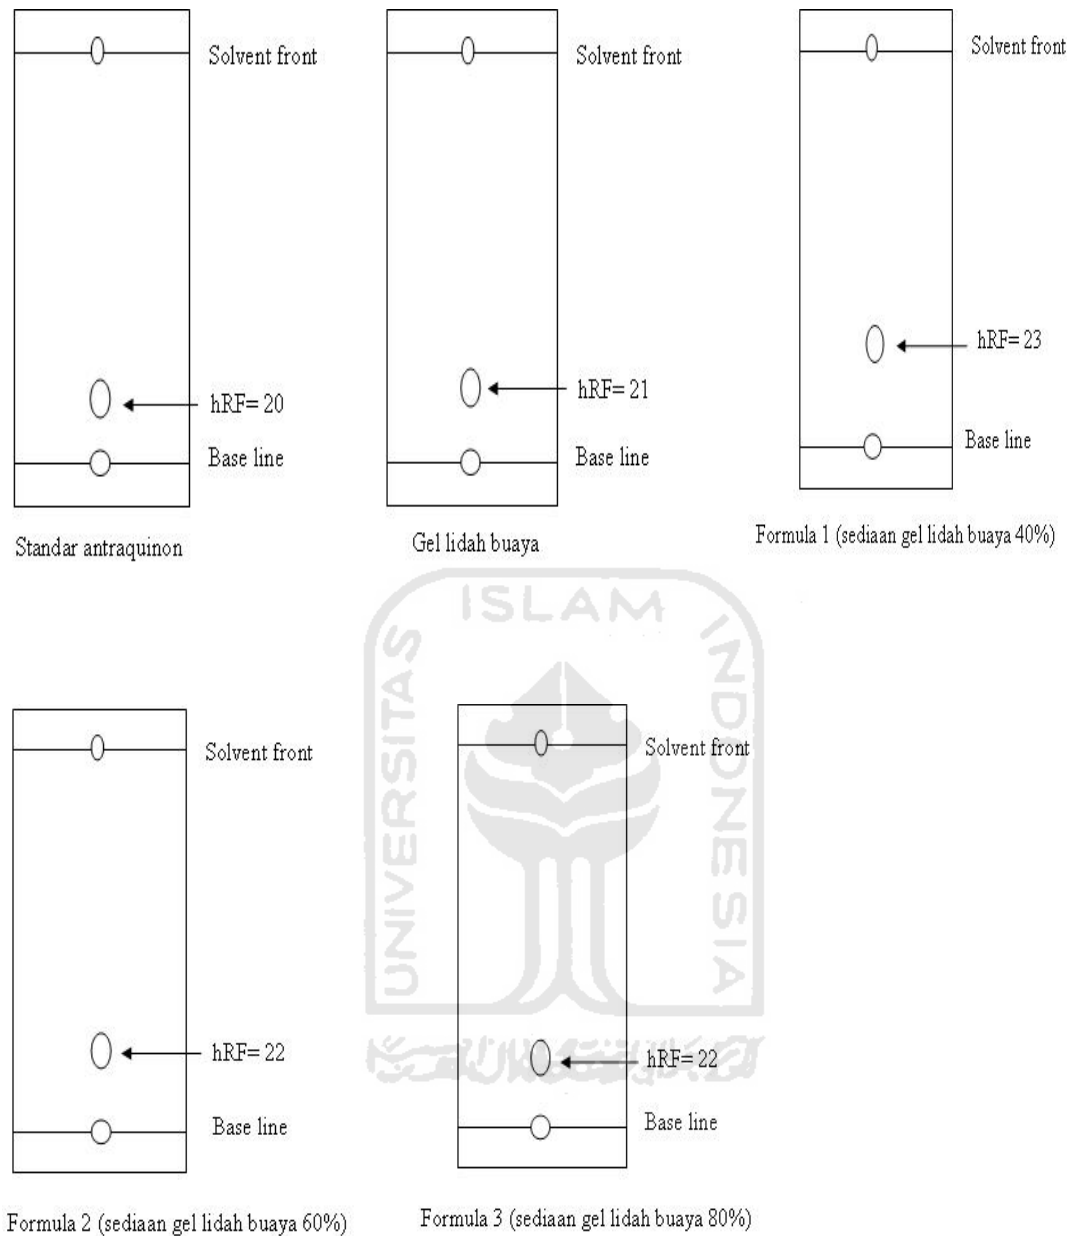 Solvent front
hRF= 20
Base line
Standar antraquinon
Solvent front
hRF= 21
Base line
Gel lidah buaya
Solvent front
hRF= 23
Base line
Formula 1 (sediaan gel lidah buaya 40%)
Solvent front
hRF= 22
Base line
Formula 2 (sediaan gel lidah buaya 60%)
Solvent front
hRF= 22
Base line
Formula 3 (sediaan gel lidah buaya 80%)
UNIVERSITAS
ISLAM
INDONESIA